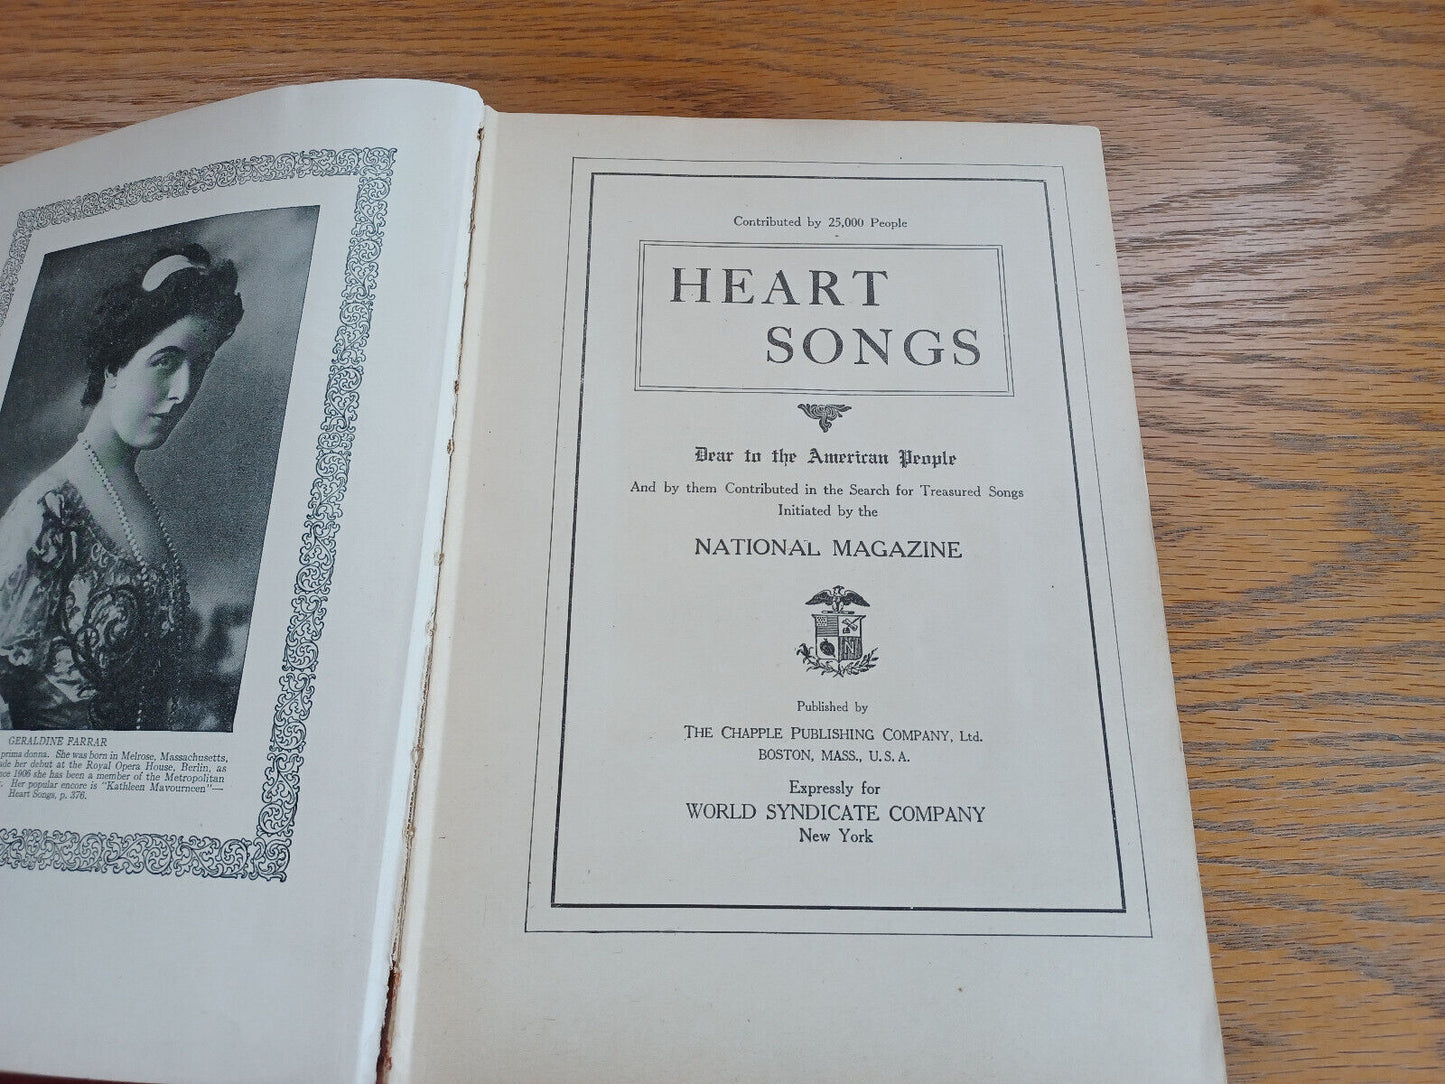 GERALDINE FARRAR
prima donna. She was born in Melrose, Massachusetts,
her debut at the Royal Opera House, Berlin, as
1906 she has been a member of the Metropolitan
Her popular encore is "Kathleen Mavourneen"—
Heart Songs, p. 376.
Contributed by 25,000 People
HEART
SONGS
Dear to the American People
And by them Contributed in the Search for Treasured Songs
Initiated by the
NATIONAL MAGAZINE
Published by
THE CHAPPLE PUBLISHING COMPANY, Ltd.
BOSTON, MASS., U. S. A.
Expressly for
WORLD SYNDICATE COMPANY
New York